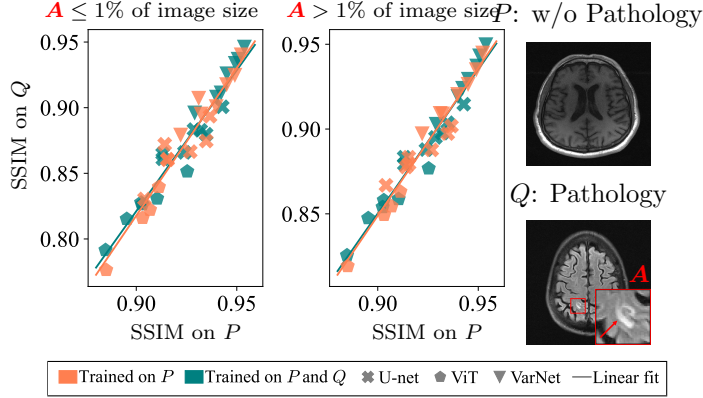 A ≤ 1% of image size
A > 1% of image size
P: w/o Pathology
SSIM on Q
0.95
0.90
0.85
0.80
0.90
0.95
SSIM on P
0.95
0.90
0.85
0.90
0.95
SSIM on P
Q: Pathology
A
Trained on P
Trained on P and Q
U-net
ViT
VarNet
Linear fit